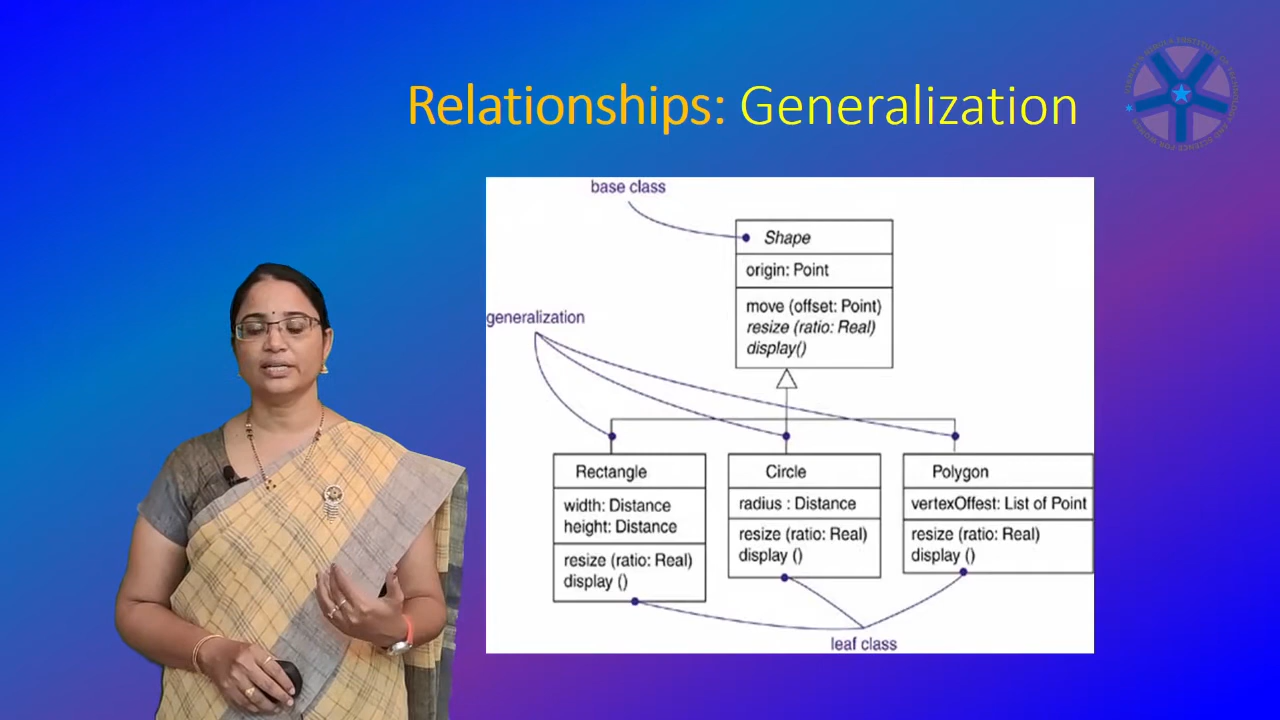 Relationships: Generalization
base class
Shape
origin: Point
move (offset: Point)
resize (ratio: Real)
display()
generalization
Rectangle
width: Distance
height: Distance
resize (ratio: Real)
display ()
Circle
radius : Distance
resize (ratio: Real)
display ()
Polygon
vertexOffest: List of Point
resize (ratio: Real)
display ()
leaf class